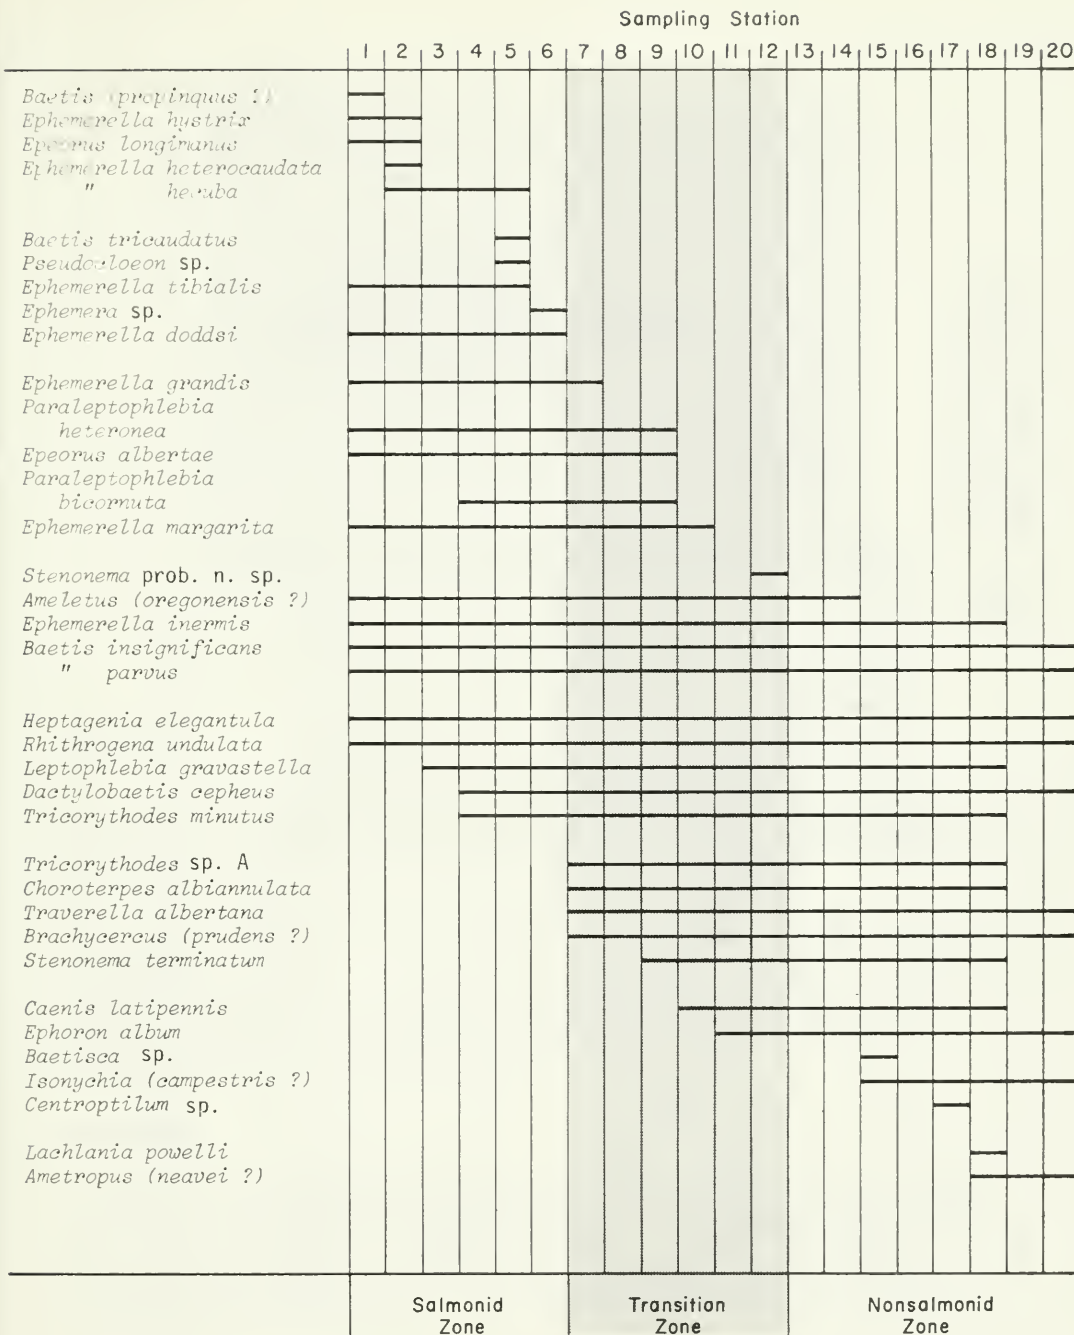 Sampling Station
1 2 3 4 5 6 7 8 9 10 11 12 13 14 15 16 17 18 19 20
Baetis (propinquus ?)
Ephemerella hystrix
Epeorus longimanus
Ephemerella heterocaudata
" hecuba
Baetis tricaudatus
Pseudocloeon sp.
Ephemerella tibialis
Ephemera sp.
Ephemerella doddsi
Ephemerella grandis
Paraleptophlebia
heteronea
Epeorus albertae
Paraleptophlebia
bicornuta
Ephemerella margarita
Stenonema prob. n. sp.
Ameletus (oregonensis ?)
Ephemerella inermis
Baetis insignificans
" parvus
Heptagenia elegantula
Rhithrogena undulata
Leptophlebia gravastella
Dactylobaetis cepheus
Tricorythodes minutus
Tricorythodes sp. A
Choroterpes albiannulata
Traverella albertana
Brachycercus (prudens ?)
Stenonema terminatum
Caenis latipennis
Ephoron album
Baetisca sp.
Isonychia (campestris ?)
Centroptilum sp.
Lachlania powelli
Ametropus (neavei ?)
Salmonid Transition Nonsalmonid
Zone Zone Zone